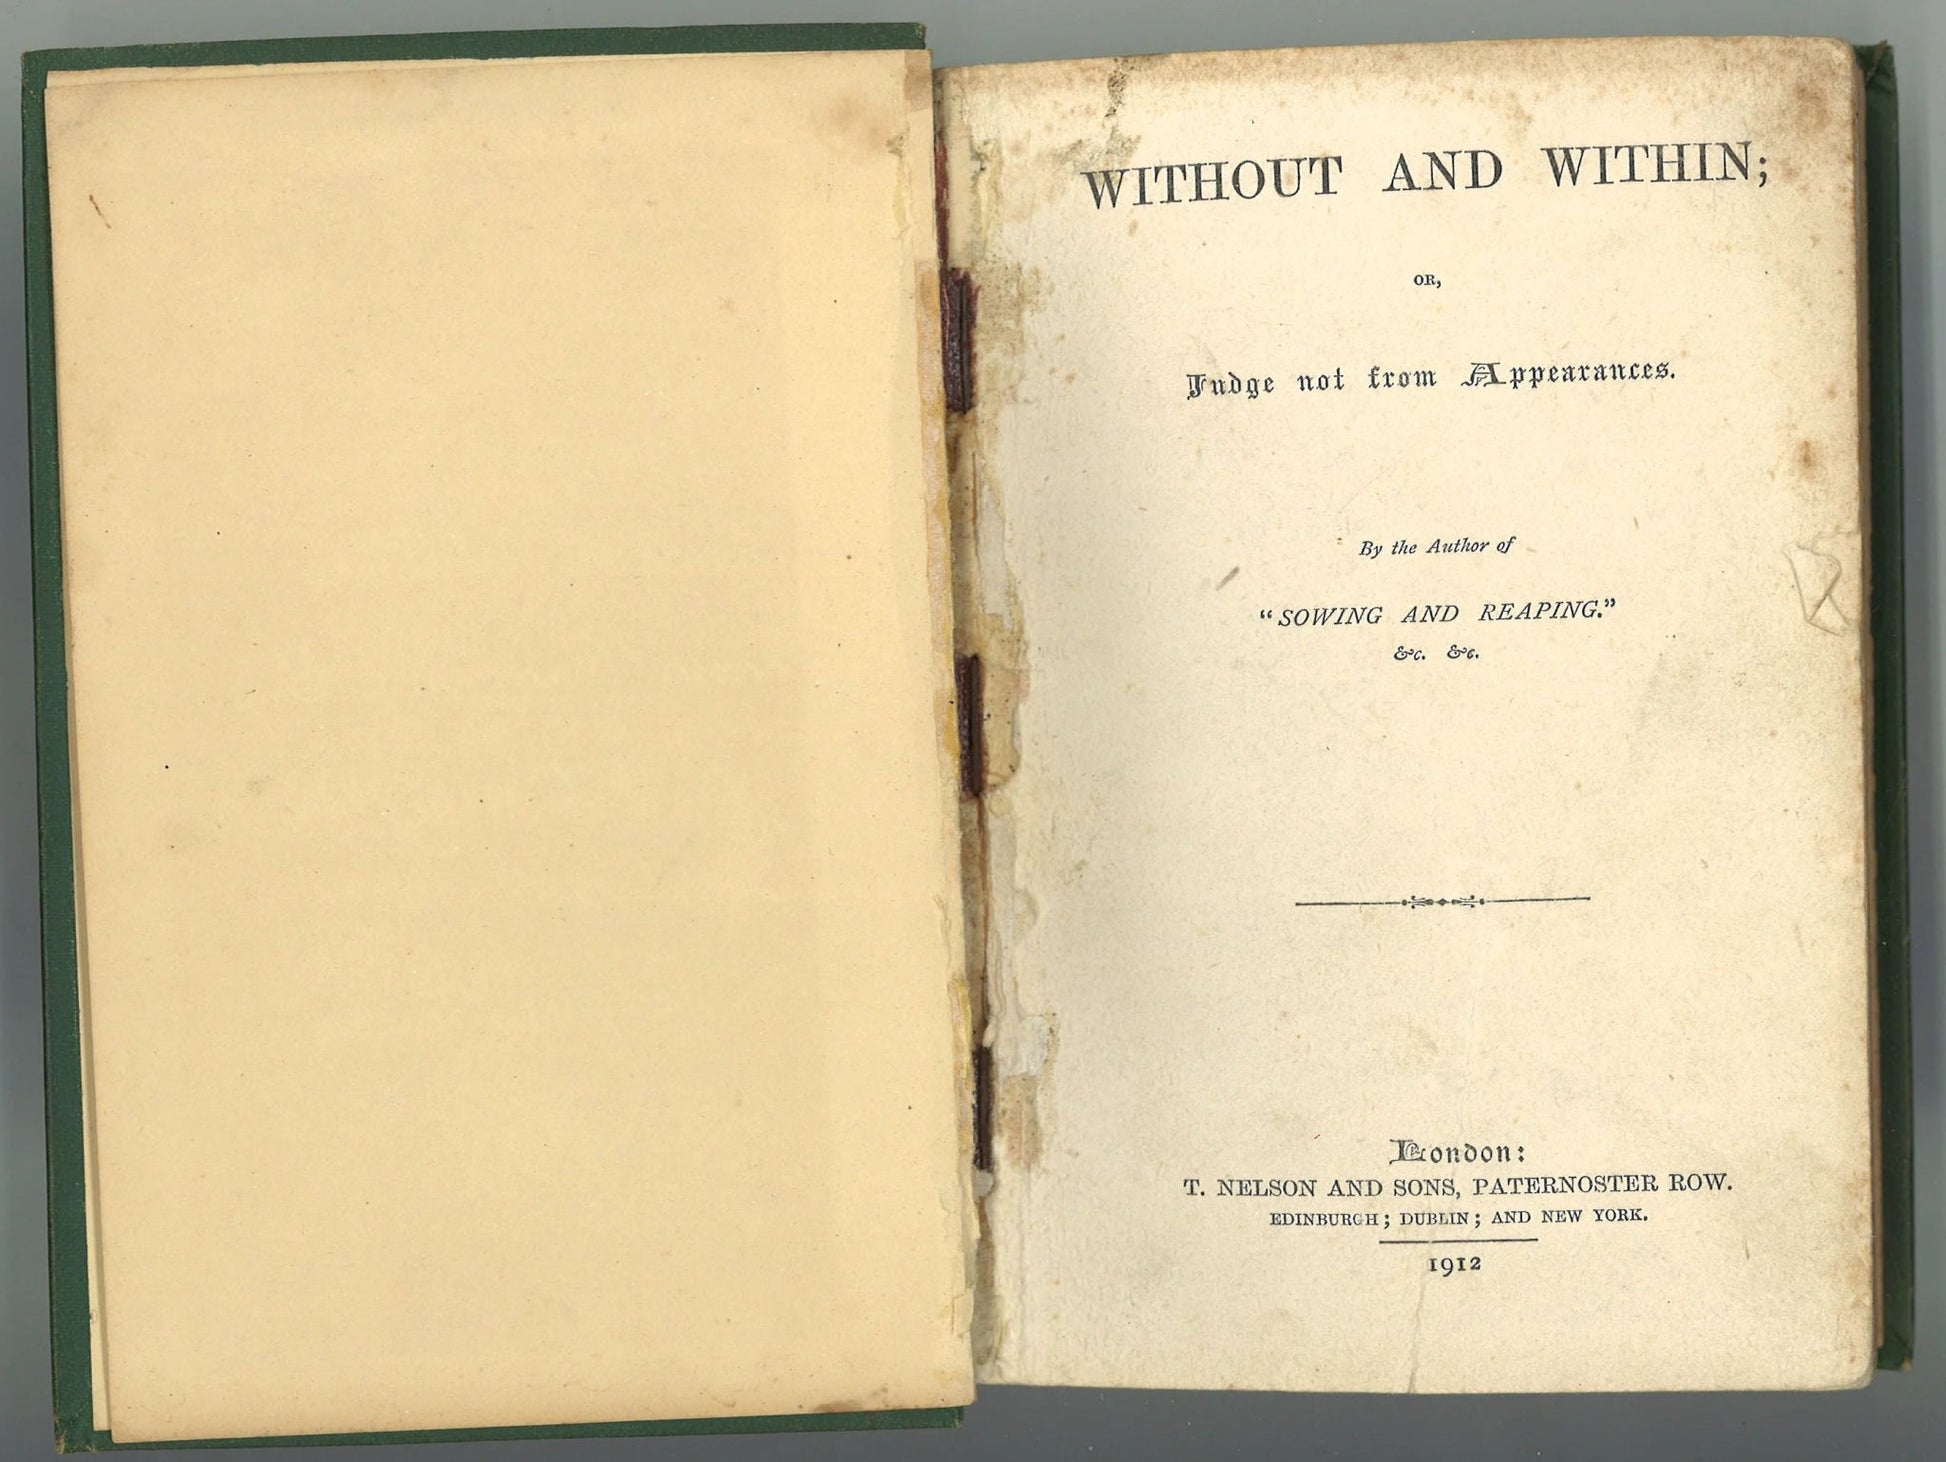 WITHOUT AND WITHIN;
OR,
Judge not from Appearances.
By the Author of
“SOWING AND REAPING.”
&c. &c.
London:
T. NELSON AND SONS, PATERNOSTER ROW.
EDINBURGH; DUBLIN; AND NEW YORK.
1912